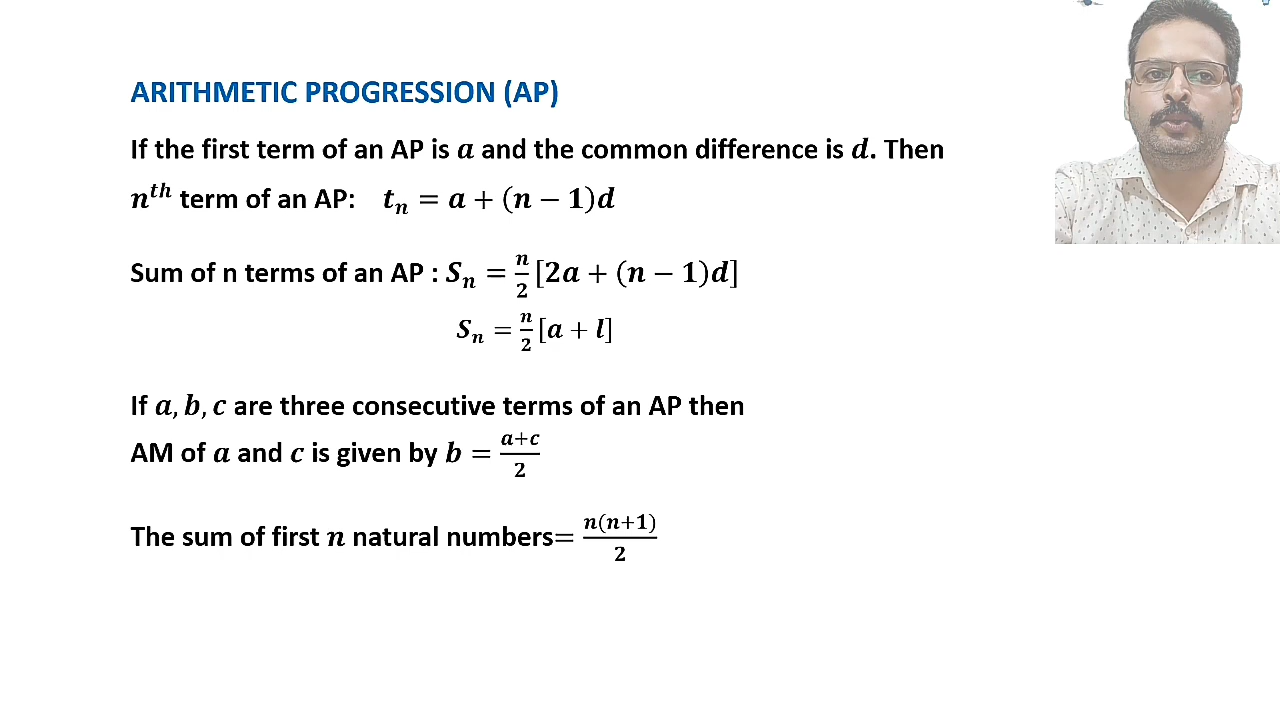 ARITHMETIC PROGRESSION (AP)
If the first term of an AP is a and the common difference is d. Then
nᵗʰ term of an AP: tₙ = a + (n − 1)d
Sum of n terms of an AP : Sₙ = n/2 [2a + (n − 1)d]
Sₙ = n/2 [a + l]
If a, b, c are three consecutive terms of an AP then
AM of a and c is given by b = a+c/2
The sum of first n natural numbers= n(n+1)/2